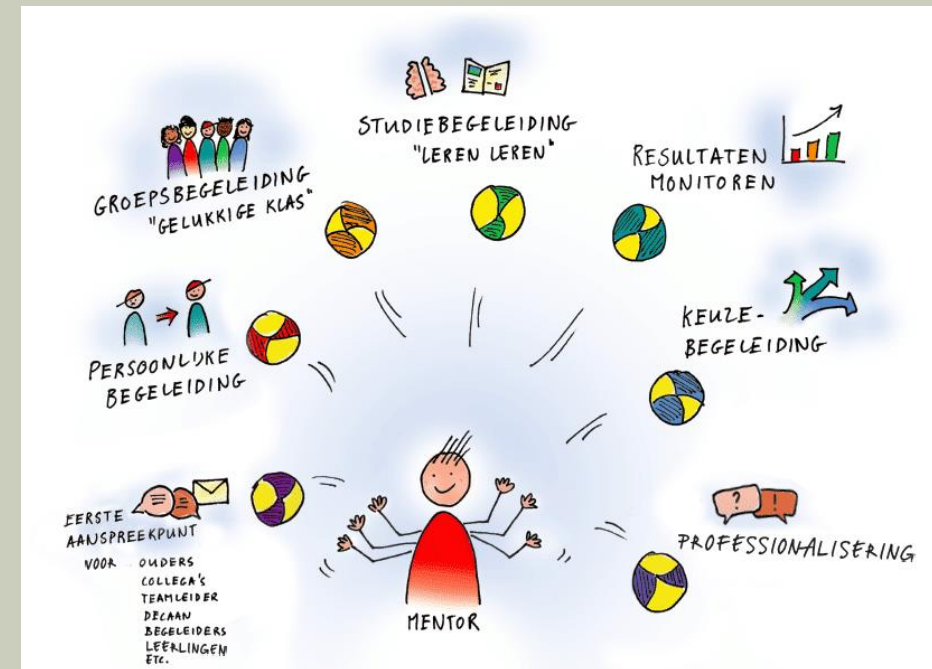 STUDIEBEGELEIDING
"LEREN LEREN"
GROEPSBEGELEIDING
"GELUKKIGE KLAS"
RESULTATEN
MONITOREN
PERSOONLIJKE
BEGELEIDING
KEUZE-
BEGELEIDING
EERSTE
AANSPREEKPUNT
VOOR OUDERS
COLLEGA'S
TEAMLEIDER
DECAAN
BEGELEIDERS
LEERLINGEN
ETC.
? !
PROFESSIONALISERING
MENTOR